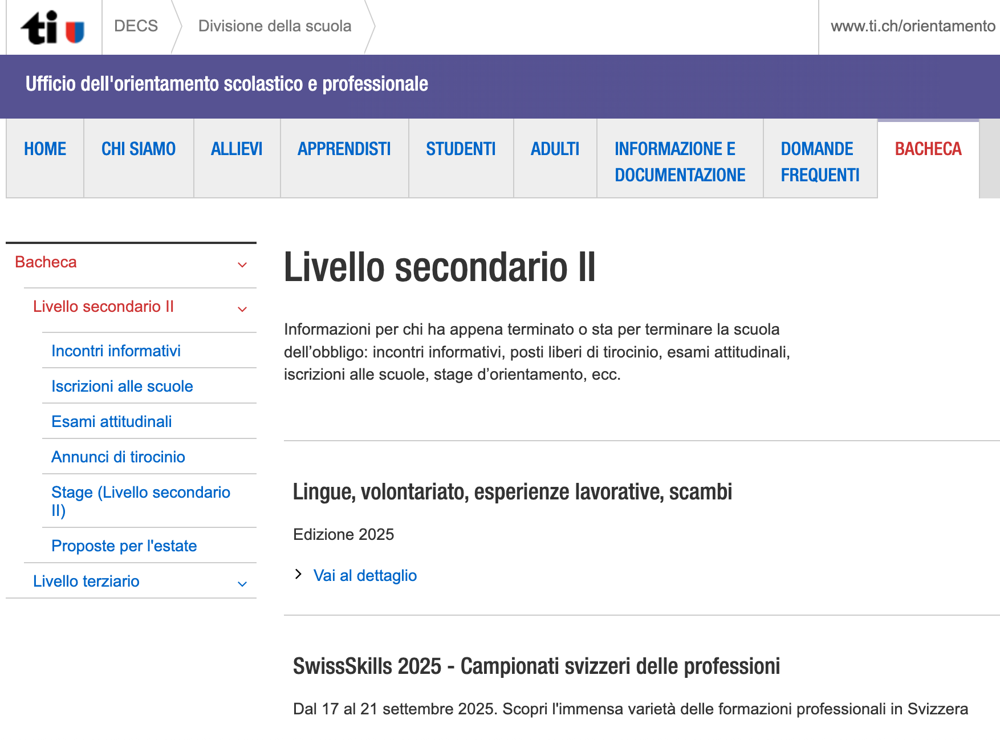 ti
DECS
Divisione della scuola
www.ti.ch/orientamento
Ufficio dell'orientamento scolastico e professionale
HOME
CHI SIAMO
ALLIEVI
APPRENDISTI
STUDENTI
ADULTI
INFORMAZIONE E
DOCUMENTAZIONE
DOMANDE
FREQUENTI
BACHECA
Bacheca
Livello secondario II
Incontri informativi
Iscrizioni alle scuole
Esami attitudinali
Annunci di tirocinio
Stage (Livello secondario
II)
Proposte per l'estate
Livello terziario
Livello secondario II
Informazioni per chi ha appena terminato o sta per terminare la scuola
dell’obbligo: incontri informativi, posti liberi di tirocinio, esami attitudinali,
iscrizioni alle scuole, stage d’orientamento, ecc.
Lingue, volontariato, esperienze lavorative, scambi
Edizione 2025
Vai al dettaglio
SwissSkills 2025 - Campionati svizzeri delle professioni
Dal 17 al 21 settembre 2025. Scopri l'immensa varietà delle formazioni professionali in Svizzera